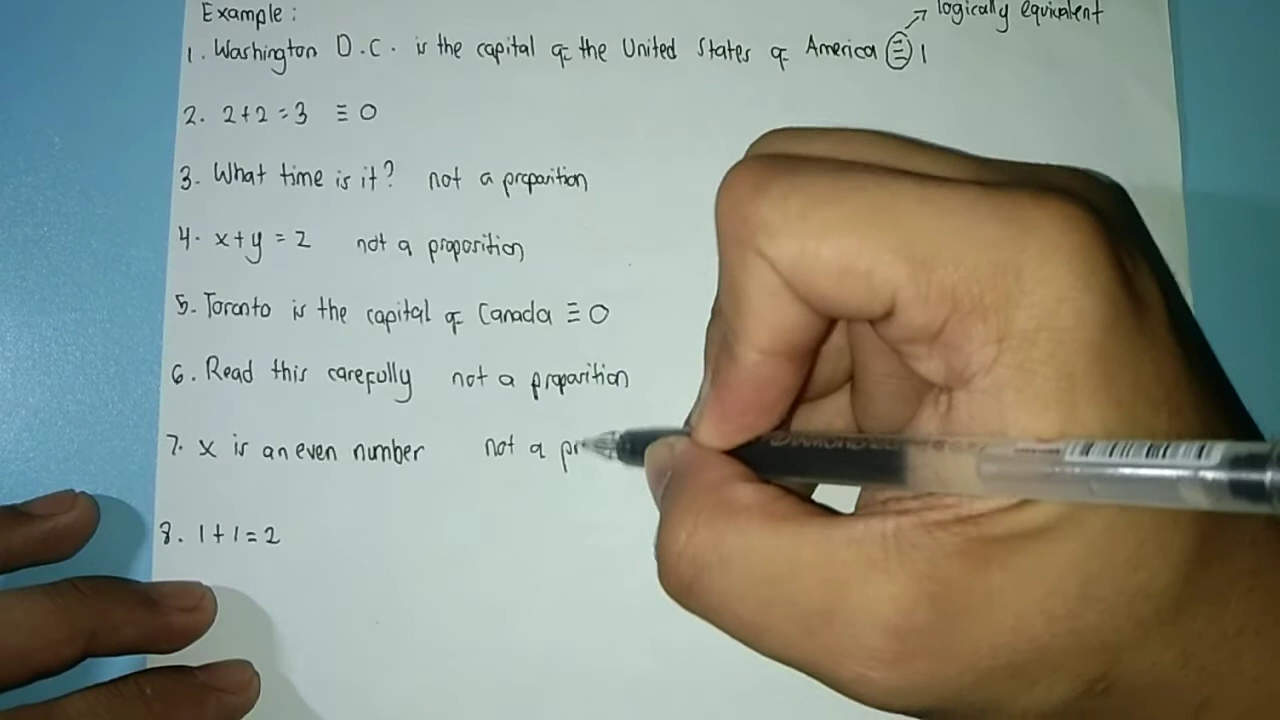 Example:
→ logically equivalent
1. Washington D.C. is the capital of the United States of America ≡ 1
2. 2+2=3 ≡ 0
3. What time is it? not a proposition
4. x+y=2 not a proposition
5. Toronto is the capital of Canada ≡ 0
6. Read this carefully not a proposition
7. x is an even number not a pr
8. 1+1=2